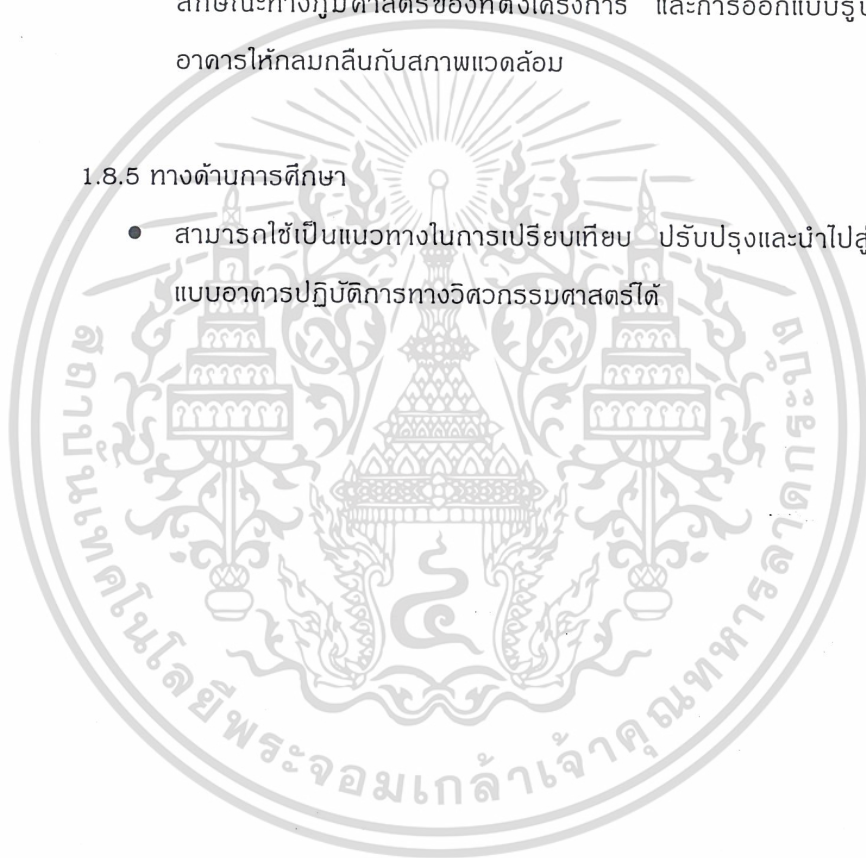 ลักษณะทางภูมิศาสตร์ของที่ตั้งโครงการ และการออกแบบรูป
อาคารให้กลมกลืนกับสภาพแวดล้อม
1.8.5 ทางด้านการศึกษา
● สามารถใช้เป็นแนวทางในการเปรียบเทียบ ปรับปรุงและนำไปสู่
แบบอาคารปฏิบัติการทางวิศวกรรมศาสตร์ได้
สถาบันเทคโนโลยีพระจอมเกล้าเจ้าคุณทหารลาดกระบัง
๔